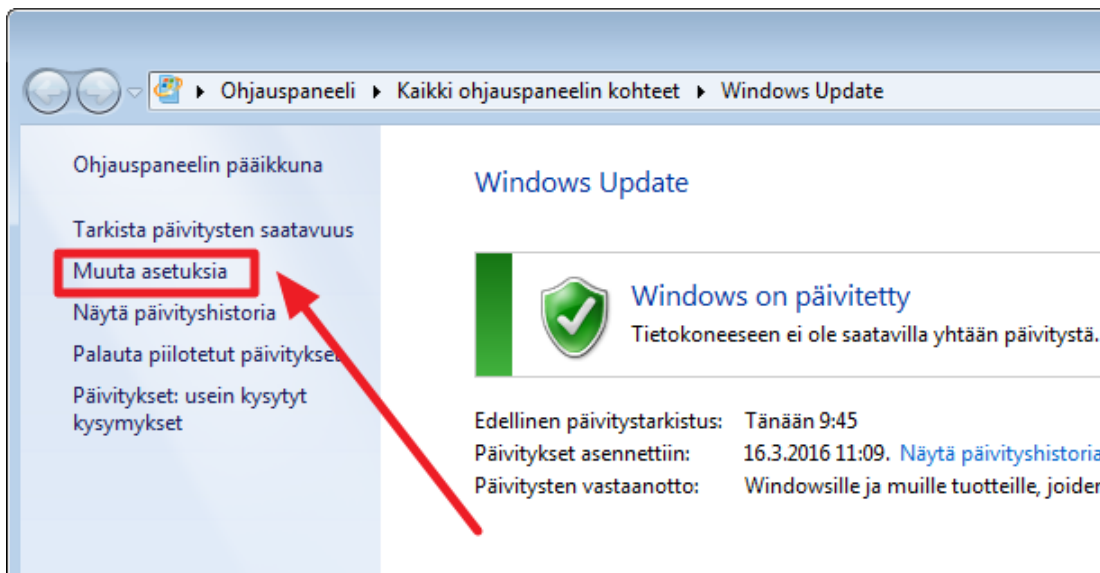 Ohjauspaneeli Kaikki ohjauspaneelin kohteet Windows Update
Ohjauspaneelin pääikkuna
Tarkista päivitysten saatavuus
Muuta asetuksia
Näytä päivityshistoria
Palauta piilotetut päivitykset
Päivitykset: usein kysytyt
kysymykset
Windows Update
Windows on päivitetty
Tietokoneeseen ei ole saatavilla yhtään päivitystä.
Edellinen päivitystarkistus: Tänään 9:45
Päivitykset asennettiin: 16.3.2016 11:09. Näytä päivityshistoria
Päivitysten vastaanotto: Windowsille ja muille tuotteille, joiden